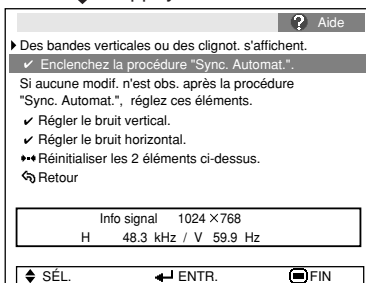 Aide
Des bandes verticales ou des clignot. s'affichent.
Enclenchez la procédure "Sync. Automat.".
Si aucune modif. n'est obs. après la procédure
"Sync. Automat.", réglez ces éléments.
Régler le bruit vertical.
Régler le bruit horizontal.
Réinitialiser les 2 éléments ci-dessus.
Retour
Info signal 1024 ×768
H 48.3 kHz / V 59.9 Hz
SÉL. ENTR. FIN